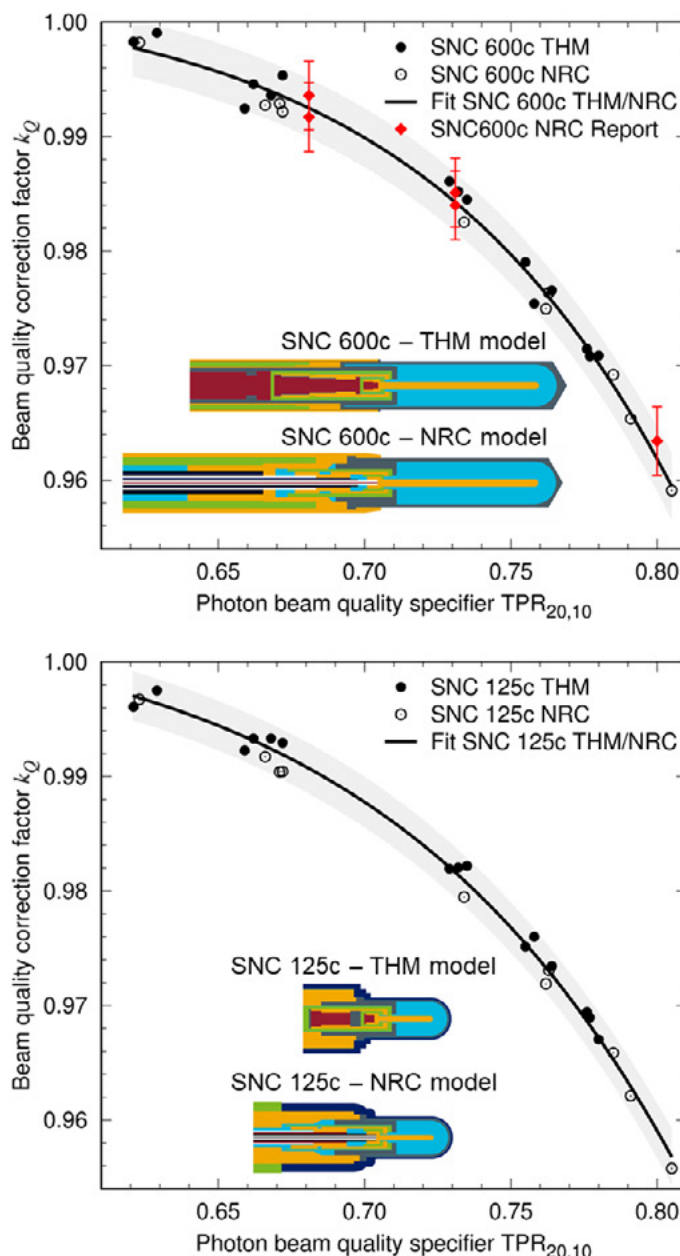 1.00
0.99
0.98
0.97
0.96
Beam quality correction factor kQ
SNC 600c THM
SNC 600c NRC
Fit SNC 600c THM/NRC
SNC600c NRC Report
SNC 600c – THM model
SNC 600c – NRC model
0.65 0.70 0.75 0.80
Photon beam quality specifier TPR20,10
1.00
0.99
0.98
0.97
0.96
Beam quality correction factor kQ
SNC 125c THM
SNC 125c NRC
Fit SNC 125c THM/NRC
SNC 125c – THM model
SNC 125c – NRC model
0.65 0.70 0.75 0.80
Photon beam quality specifier TPR20,10